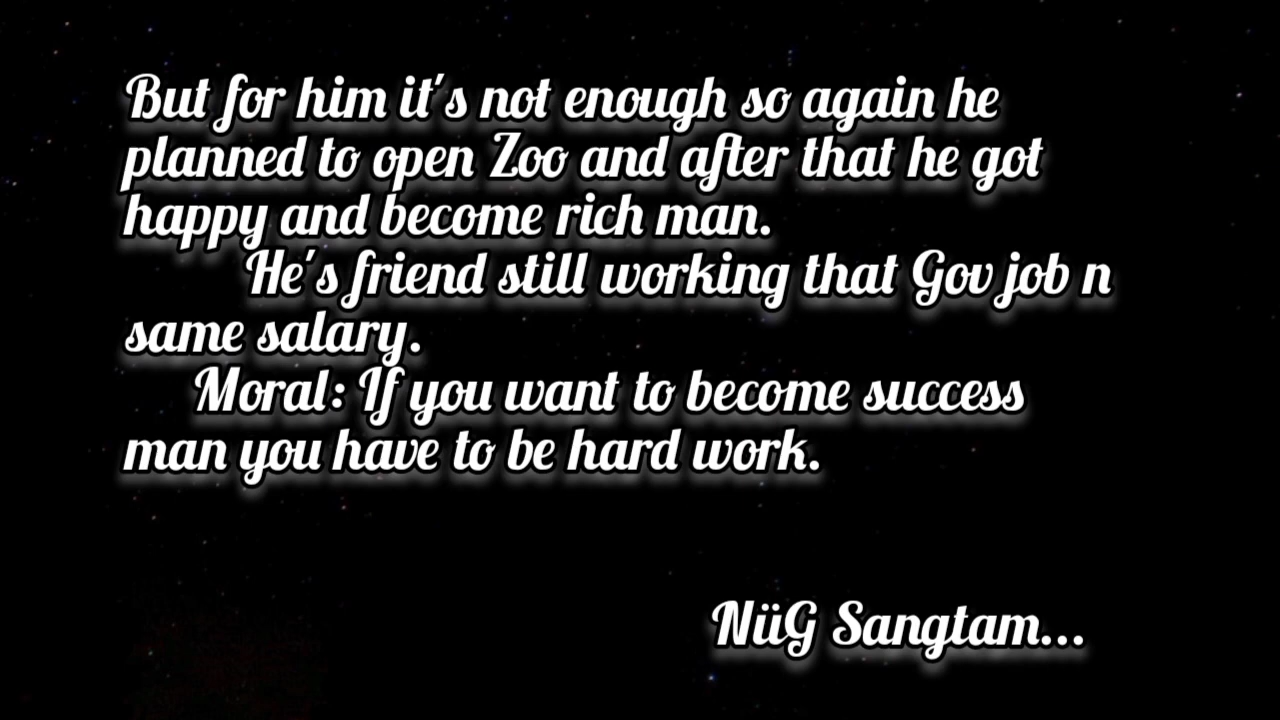 But for him it's not enough so again he
planned to open Zoo and after that he got
happy and become rich man.
He's friend still working that Gov job n
same salary.
Moral: If you want to become success
man you have to be hard work.
NüG Sangtam...